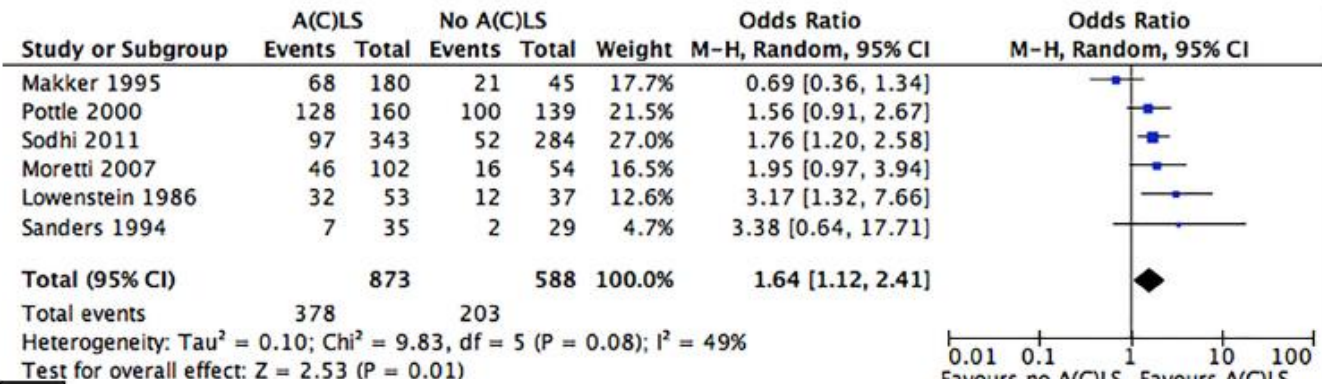 A(C)LS No A(C)LS Odds Ratio Odds Ratio
Study or Subgroup Events Total Events Total Weight M-H, Random, 95% CI M-H, Random, 95% CI
Makker 1995 68 180 21 45 17.7% 0.69 [0.36, 1.34]
Pottle 2000 128 160 100 139 21.5% 1.56 [0.91, 2.67]
Sodhi 2011 97 343 52 284 27.0% 1.76 [1.20, 2.58]
Moretti 2007 46 102 16 54 16.5% 1.95 [0.97, 3.94]
Lowenstein 1986 32 53 12 37 12.6% 3.17 [1.32, 7.66]
Sanders 1994 7 35 2 29 4.7% 3.38 [0.64, 17.71]
Total (95% CI) 873 588 100.0% 1.64 [1.12, 2.41]
Total events 378 203
Heterogeneity: Tau² = 0.10; Chi² = 9.83, df = 5 (P = 0.08); I² = 49%
Test for overall effect: Z = 2.53 (P = 0.01)
0.01 0.1 1 10 100
Favours no A(C)LS Favours A(C)LS